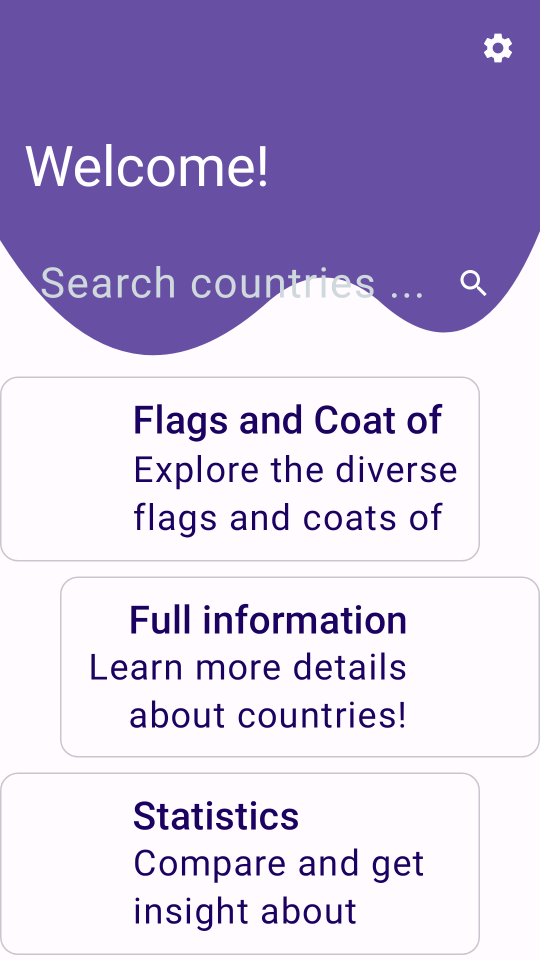 Welcome!
Search countries ...
Flags and Coat of
Explore the diverse
flags and coats of
Full information
Learn more details
about countries!
Statistics
Compare and get
insight about